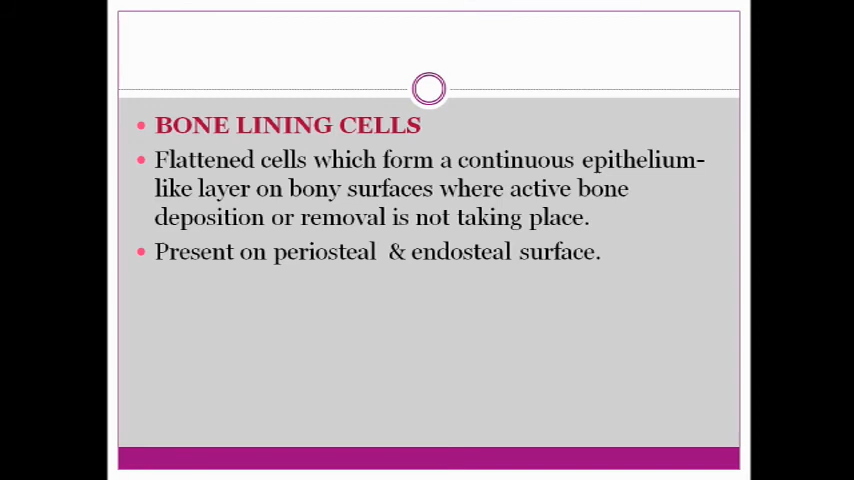 • BONE LINING CELLS
• Flattened cells which form a continuous epithelium-
like layer on bony surfaces where active bone
deposition or removal is not taking place.
• Present on periosteal & endosteal surface.